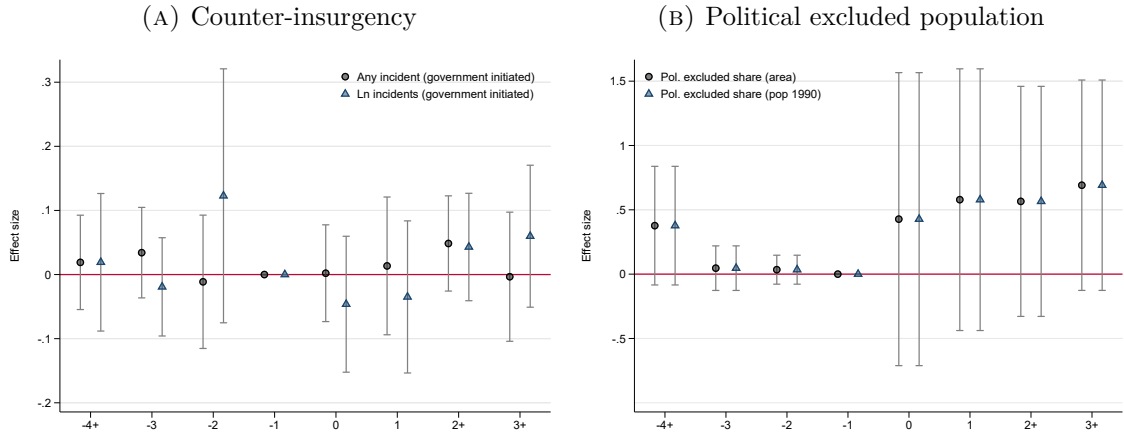 (A) Counter-insurgency
Any incident (government initiated)
Ln incidents (government initiated)
Effect size
.3
.2
.1
0
-.1
-.2
-4+ -3 -2 -1 0 1 2+ 3+
(B) Political excluded population
Pol. excluded share (area)
Pol. excluded share (pop 1990)
Effect size
1.5
1
.5
0
-.5
-4+ -3 -2 -1 0 1 2+ 3+